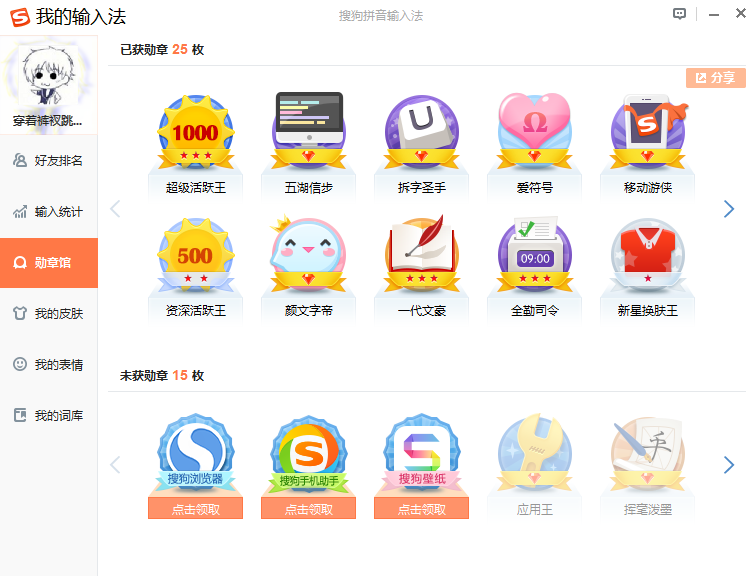 我的输入法
搜狗拼音输入法
穿着裤衩跳...
好友排名
输入统计
勋章馆
我的皮肤
我的表情
我的词库
已获勋章 25 枚
分享
1000
U
Ω
S
超级活跃王
五湖信步
拆字圣手
爱符号
移动游侠
500
09:00
资深活跃王
颜文字帝
一代文豪
全勤司令
新星换肤王
未获勋章 15 枚
S
S
S
手
搜狗浏览器
搜狗手机助手
搜狗壁纸
点击领取
点击领取
点击领取
应用王
挥毫泼墨